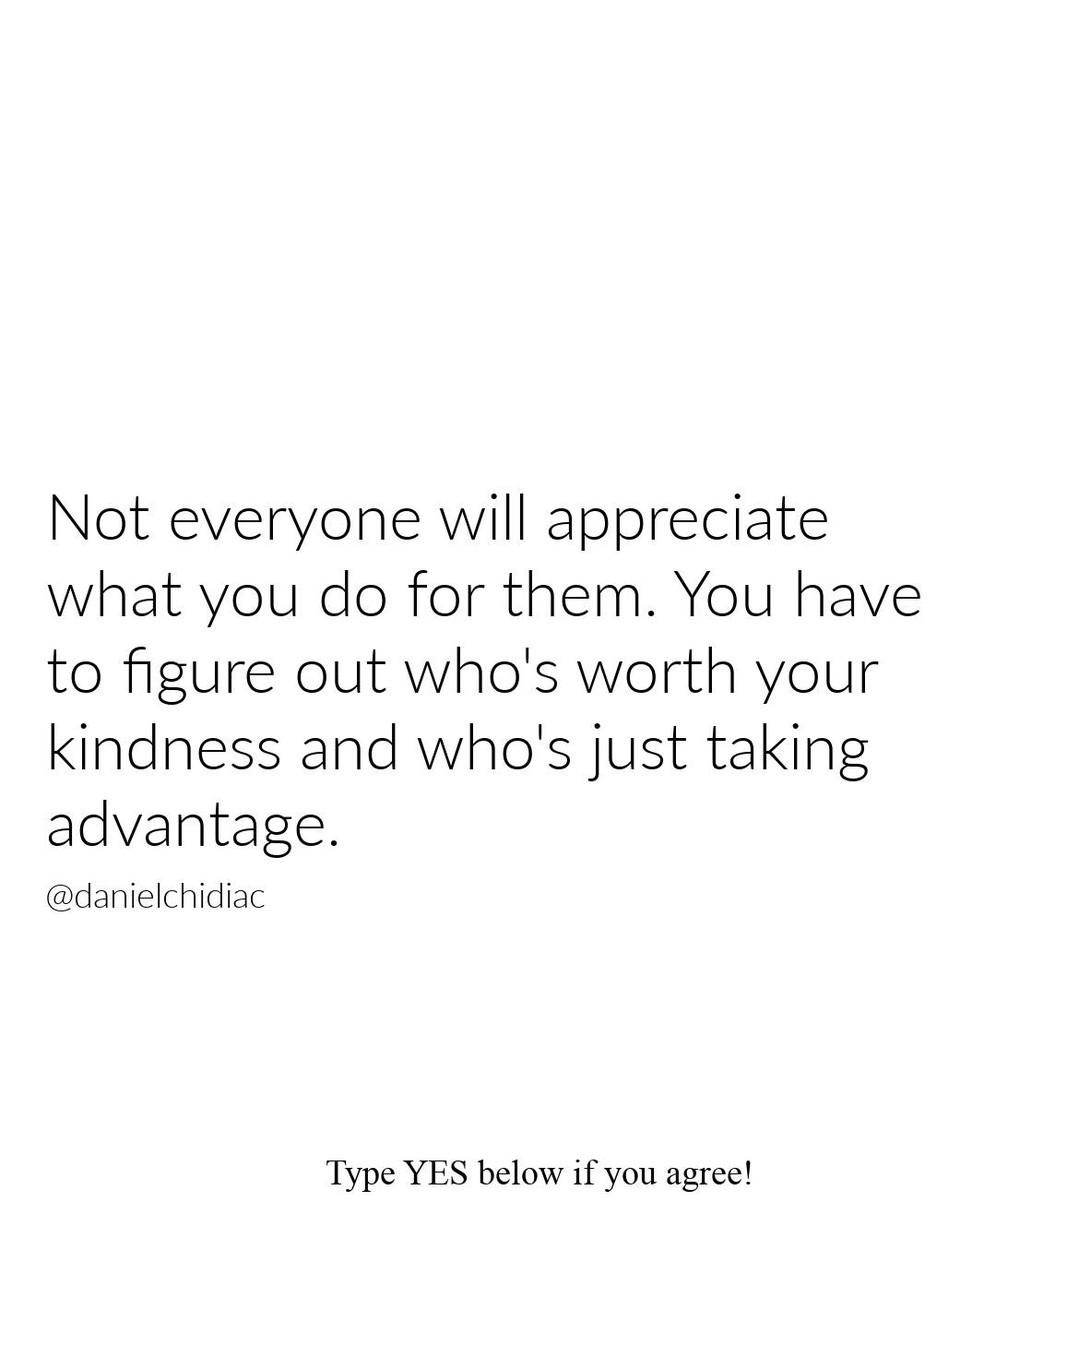 Not everyone will appreciate
what you do for them. You have
to figure out who's worth your
kindness and who's just taking
advantage.
@danielchidiac
Type YES below if you agree!